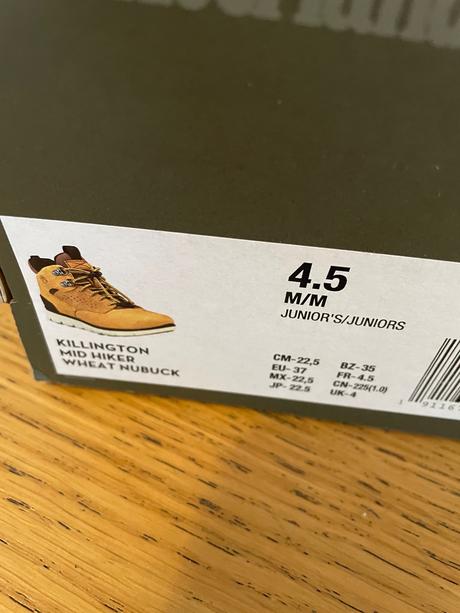 4.5
M/M
JUNIOR'S/JUNIORS
KILLINGTON
MID HIKER
WHEAT NUBUCK
CM-22,5 BZ-35
EU- 37 FR-4.5
MX-22,5 CN-225(1.0)
JP- 22.5 UK-4